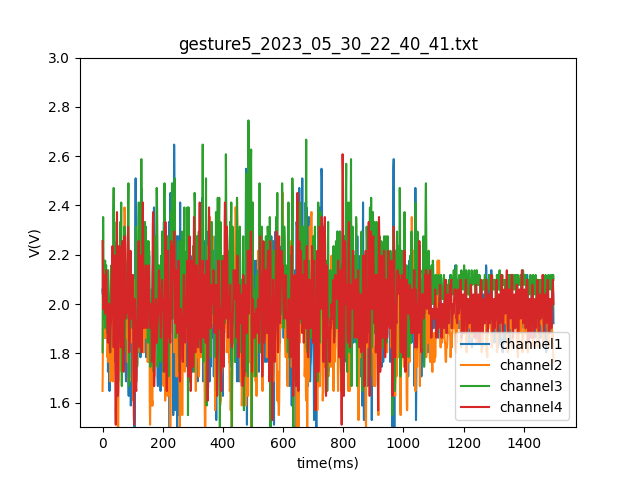 gesture5_2023_05_30_22_40_41.txt
3.0
2.8
2.6
2.4
2.2
2.0
1.8
1.6
V(V)
channel1
channel2
channel3
channel4
0 200 400 600 800 1000 1200 1400
time(ms)